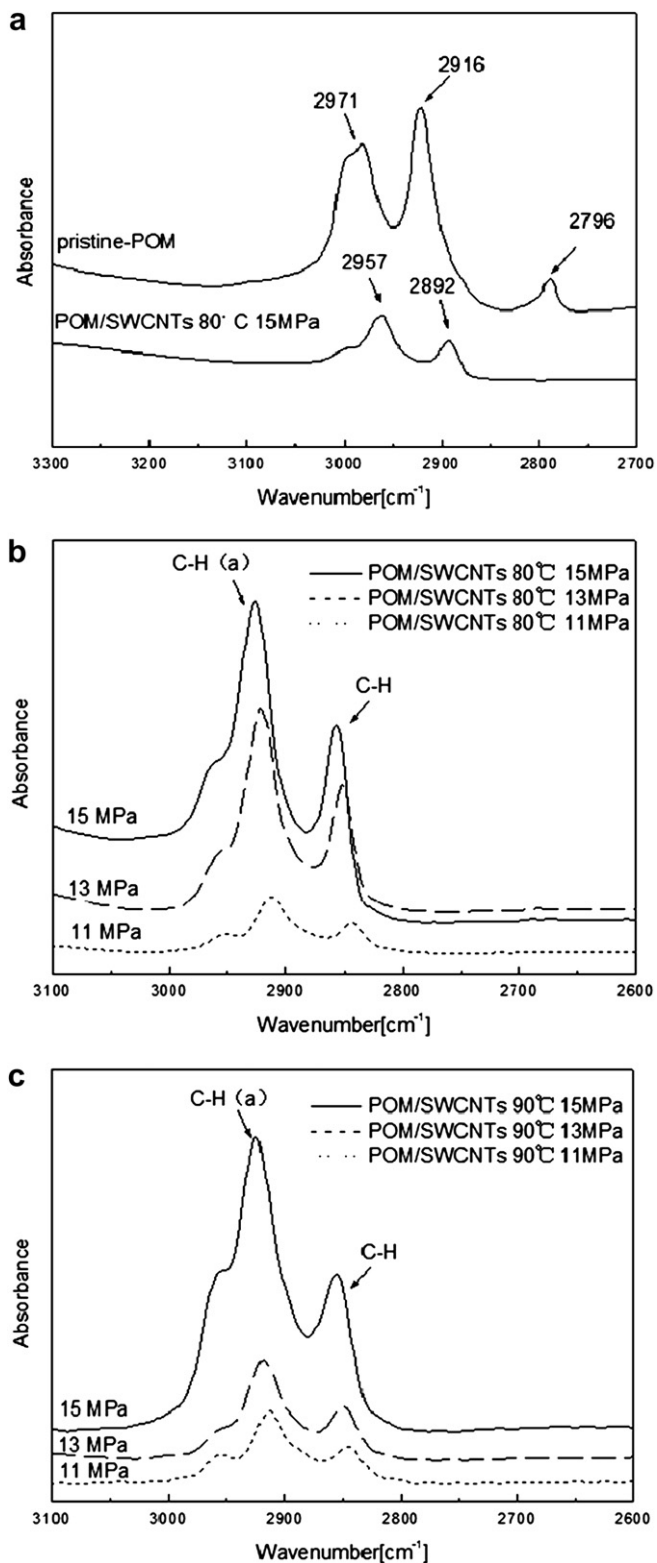 a
2916
2971
2796
pristine-POM
2957
2892
POM/SWCNTs 80° C 15MPa
Absorbance
3300 3200 3100 3000 2900 2800 2700
Wavenumber[cm-1]
b
C-H (a)
POM/SWCNTs 80℃ 15MPa
POM/SWCNTs 80℃ 13MPa
POM/SWCNTs 80℃ 11MPa
C-H
Absorbance
15 MPa
13 MPa
11 MPa
3100 3000 2900 2800 2700 2600
Wavenumber[cm-1]
c
C-H (a)
POM/SWCNTs 90℃ 15MPa
POM/SWCNTs 90℃ 13MPa
POM/SWCNTs 90℃ 11MPa
C-H
Absorbance
15 MPa
13 MPa
11 MPa
3100 3000 2900 2800 2700 2600
Wavenumber[cm-1]